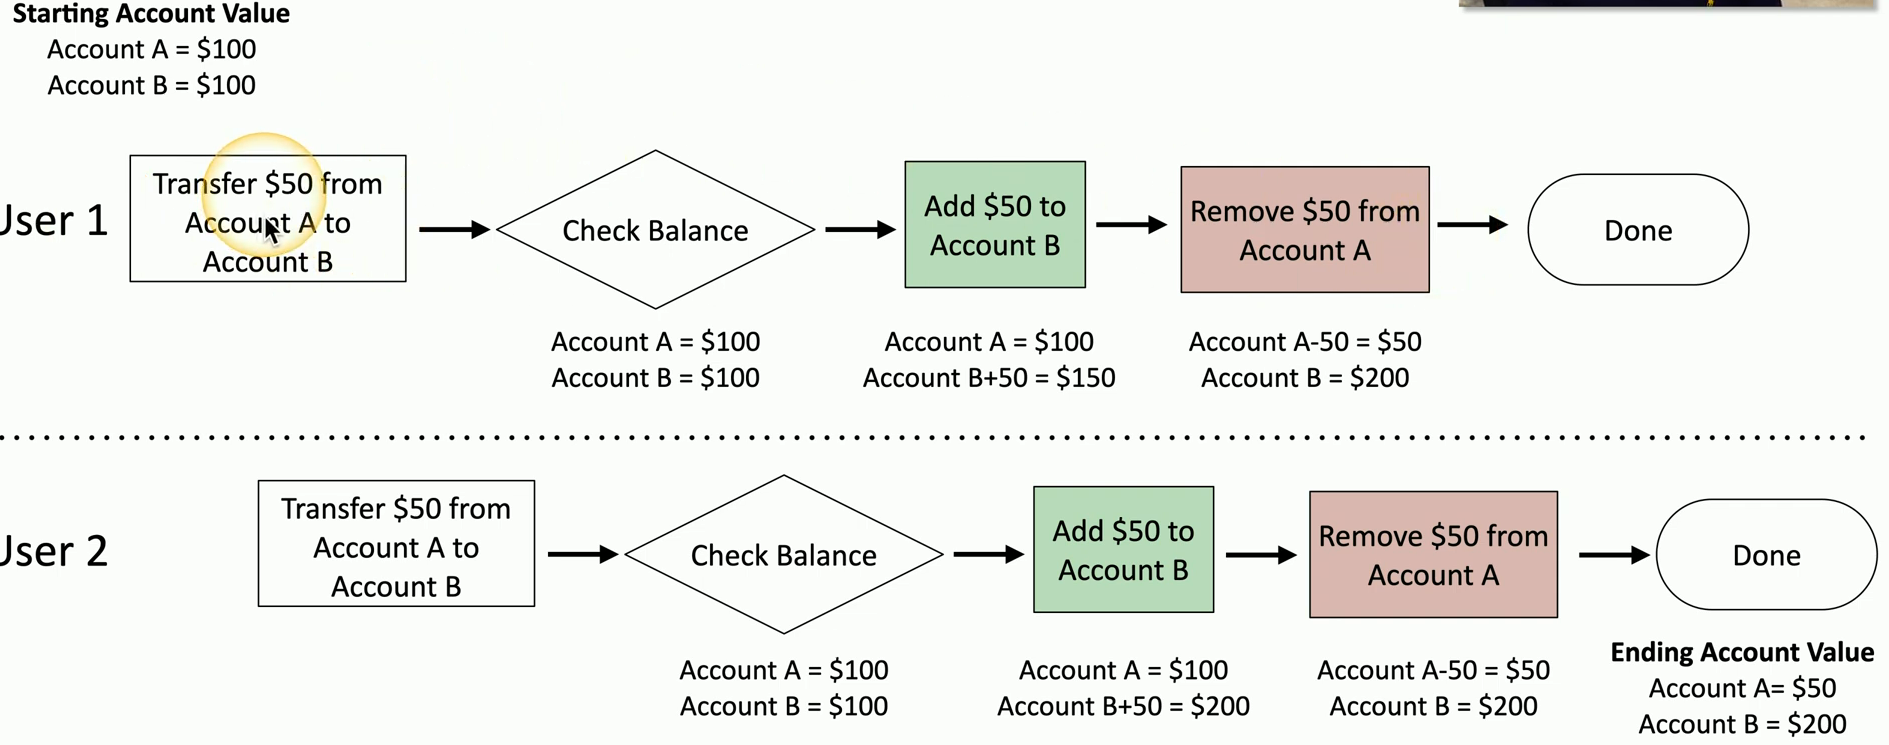 Starting Account Value
Account A = $100
Account B = $100
User 1
Transfer $50 from
Account A to
Account B
Check Balance
Account A = $100
Account B = $100
Add $50 to
Account B
Account A = $100
Account B+50 = $150
Remove $50 from
Account A
Account A-50 = $50
Account B = $200
Done
User 2
Transfer $50 from
Account A to
Account B
Check Balance
Account A = $100
Account B = $100
Add $50 to
Account B
Account A = $100
Account B+50 = $200
Remove $50 from
Account A
Account A-50 = $50
Account B = $200
Done
Ending Account Value
Account A= $50
Account B = $200